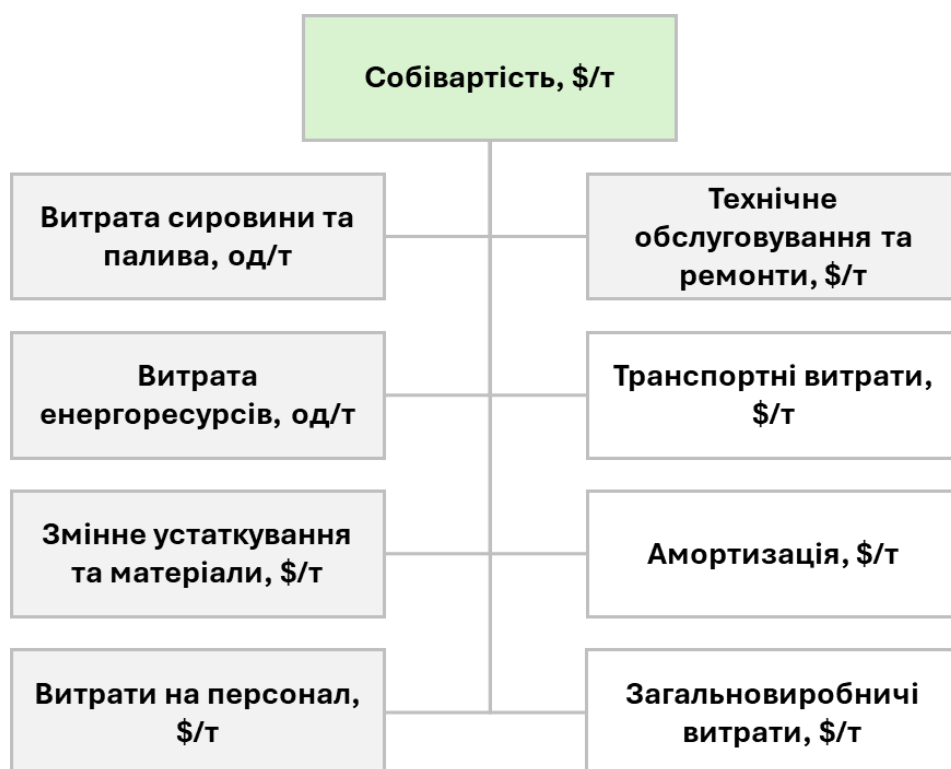 Собівартість, $/т
Витрата сировини та
палива, од/т
Технічне
обслуговування та
ремонти, $/т
Витрата
енергоресурсів, од/т
Транспортні витрати,
$/т
Змінне устаткування
та матеріали, $/т
Амортизація, $/т
Витрати на персонал,
$/т
Загальновиробничі
витрати, $/т